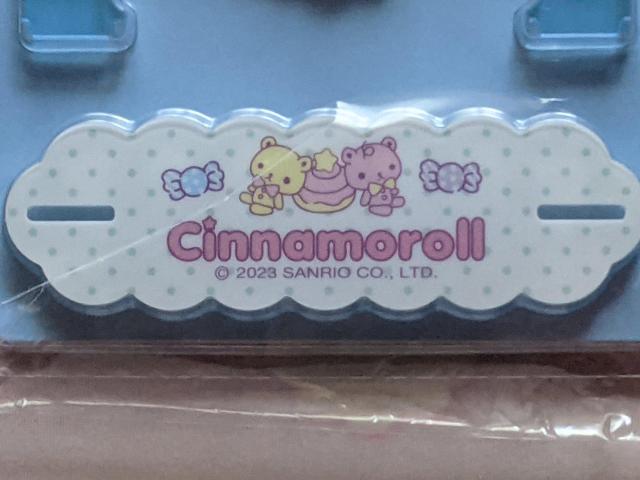 Cinnamoroll
© 2023 SANRIO CO., LTD.